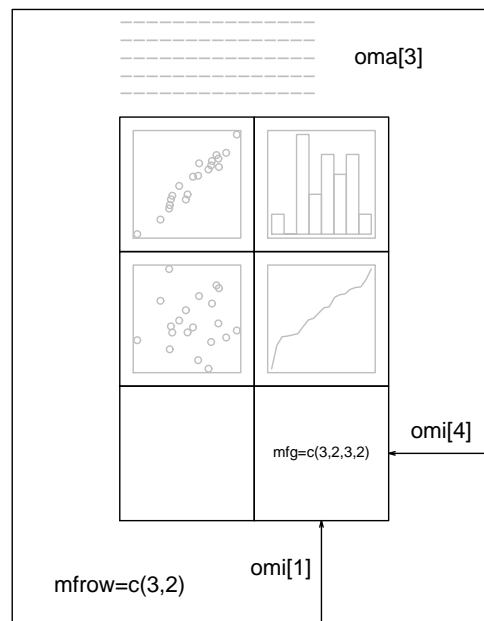 oma[3]
mfg=c(3,2,3,2)
omi[4]
omi[1]
mfrow=c(3,2)